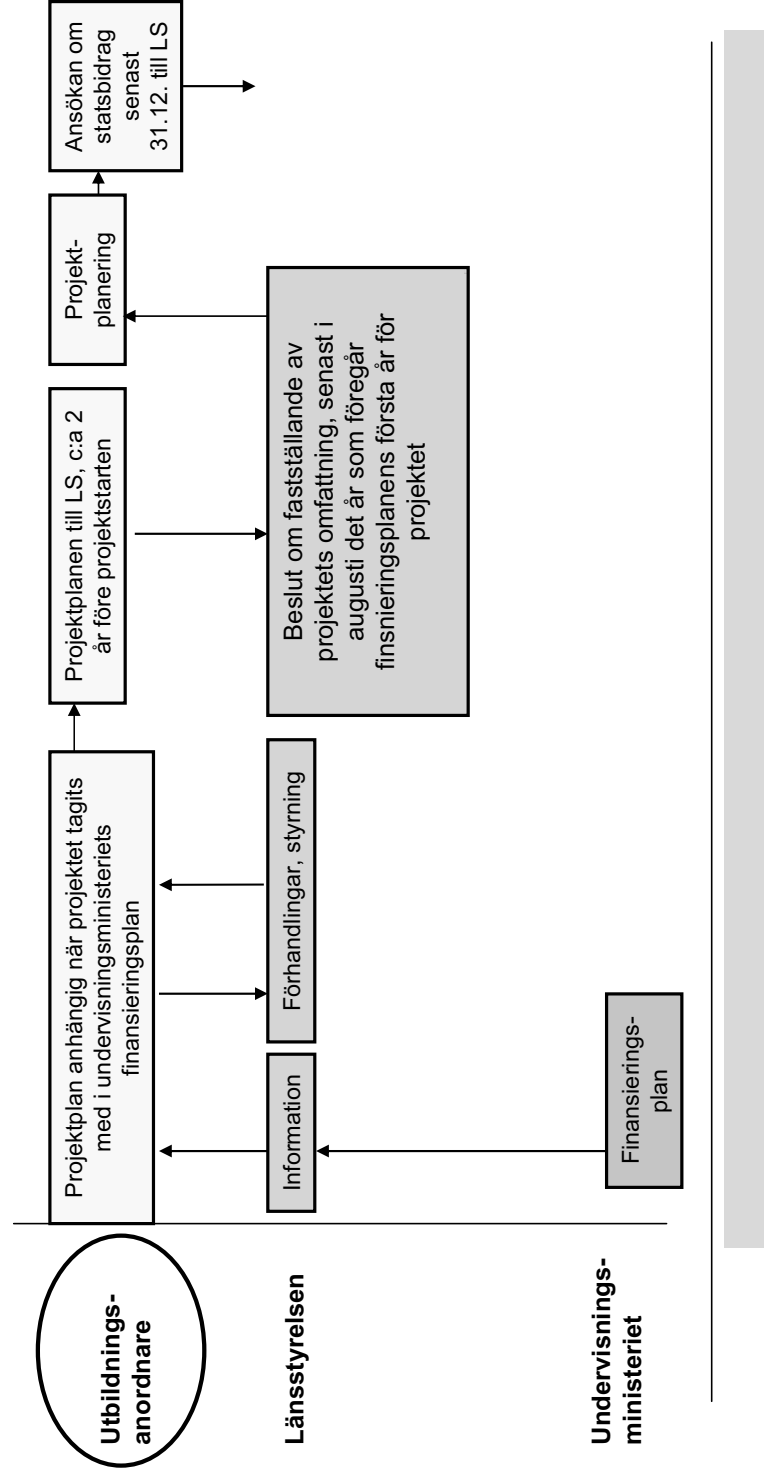 Utbildnings-
anordnare
Projektplan anhängig när projektet tagits
med i undervisningsministeriets
finansieringsplan
Projektplanen till LS, c:a 2
år före projektstarten
Projekt-
planering
Ansökan om
statsbidrag
senast
31.12. till LS
Länsstyrelsen
Information
Förhandlingar, styrning
Beslut om fastställande av
projektets omfattning, senast i
augusti det år som föregår
finsnieringsplanens första år för
projektet
Undervisnings-
ministeriet
Finansierings-
plan